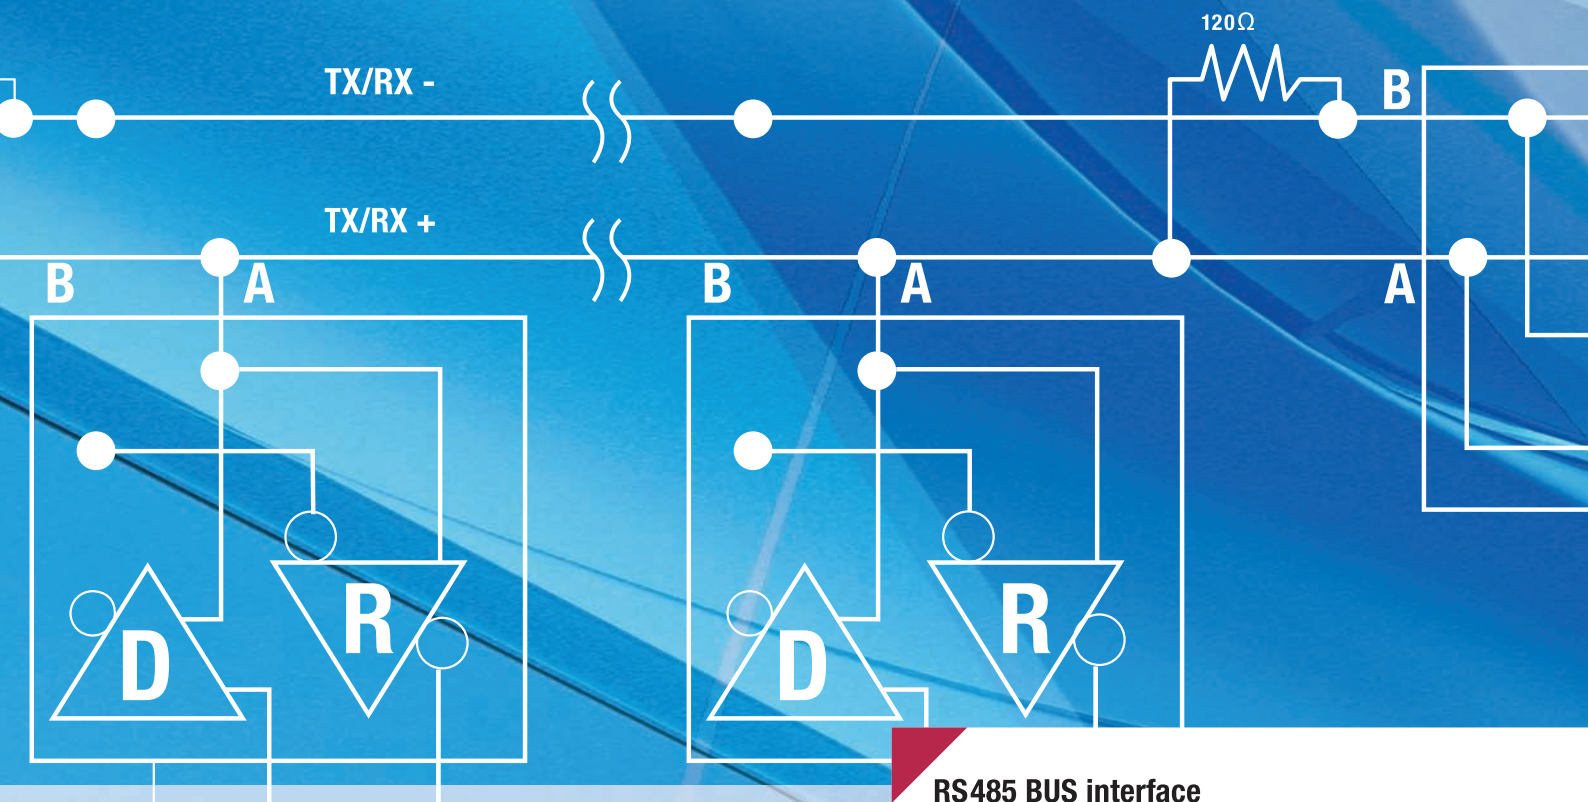 120Ω
TX/RX -
B
TX/RX +
B
A
B
A
A
D
R
D
R
RS485 BUS interface